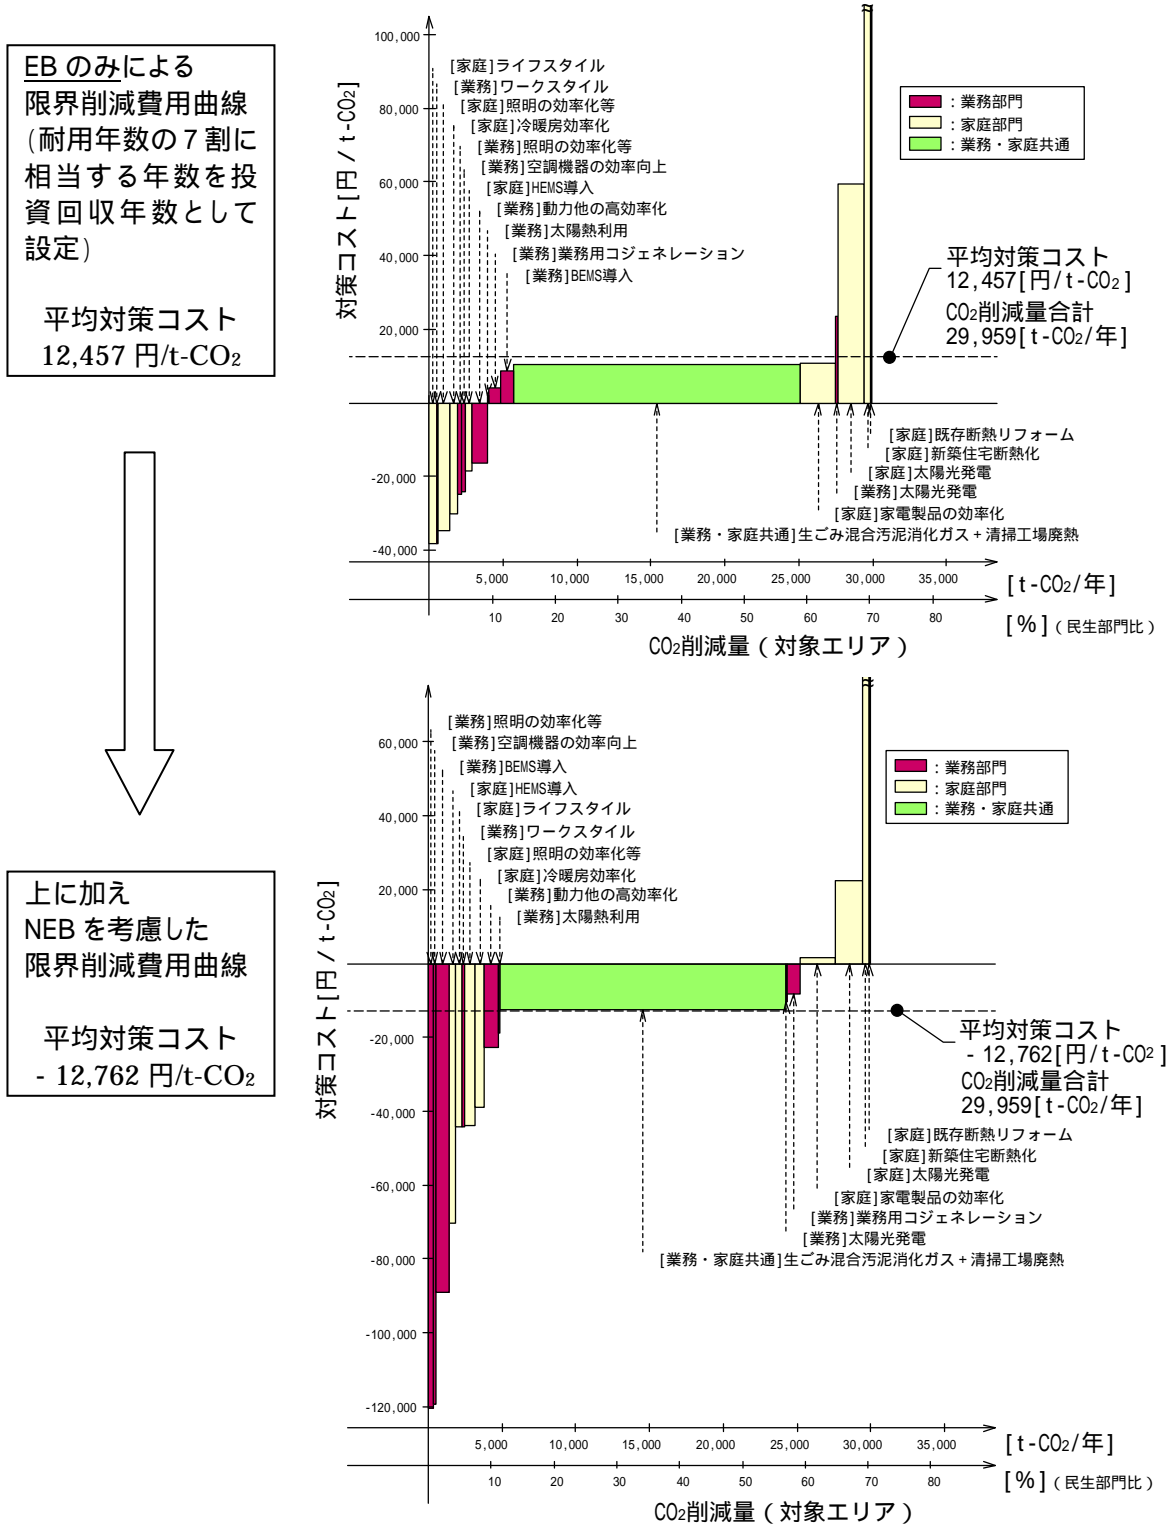 EB のみによる
限界削減費用曲線
(耐用年数の７割に
相当する年数を投
資回収年数として
設定)
平均対策コスト
12,457 円/t-CO2
対策コスト[円 / t-CO2]
100,000
80,000
60,000
40,000
20,000
-20,000
-40,000
[家庭]ライフスタイル
[業務]ワークスタイル
[家庭]照明の効率化等
[家庭]冷暖房効率化
[業務]照明の効率化等
[業務]空調機器の効率向上
[家庭]HEMS導入
[業務]動力他の高効率化
[業務]太陽熱利用
[業務]業務用コジェネレーション
[業務]BEMS導入
：業務部門
：家庭部門
：業務・家庭共通
平均対策コスト
12,457[円/t-CO2]
CO2削減量合計
29,959[t-CO2/年]
[家庭]既存断熱リフォーム
[家庭]新築住宅断熱化
[家庭]太陽光発電
[業務]太陽光発電
[家庭]家電製品の効率化
[業務・家庭共通]生ごみ混合汚泥消化ガス＋清掃工場廃熱
5,000 10,000 15,000 20,000 25,000 30,000 35,000 [t-CO2/年]
10 20 30 40 50 60 70 80 [%]（民生部門比）
CO2削減量（対象エリア）
上に加え
NEB を考慮した
限界削減費用曲線
平均対策コスト
- 12,762 円/t-CO2
対策コスト[円 / t-CO2]
60,000
40,000
20,000
-20,000
-40,000
-60,000
-80,000
-100,000
-120,000
[業務]照明の効率化等
[業務]空調機器の効率向上
[業務]BEMS導入
[家庭]HEMS導入
[家庭]ライフスタイル
[業務]ワークスタイル
[家庭]照明の効率化等
[家庭]冷暖房効率化
[業務]動力他の高効率化
[業務]太陽熱利用
：業務部門
：家庭部門
：業務・家庭共通
平均対策コスト
- 12,762[円/t-CO2]
CO2削減量合計
29,959[t-CO2/年]
[家庭]既存断熱リフォーム
[家庭]新築住宅断熱化
[家庭]太陽光発電
[家庭]家電製品の効率化
[業務]業務用コジェネレーション
[業務]太陽光発電
[業務・家庭共通]生ごみ混合汚泥消化ガス＋清掃工場廃熱
5,000 10,000 15,000 20,000 25,000 30,000 35,000 [t-CO2/年]
10 20 30 40 50 60 70 80 [%]（民生部門比）
CO2削減量（対象エリア）